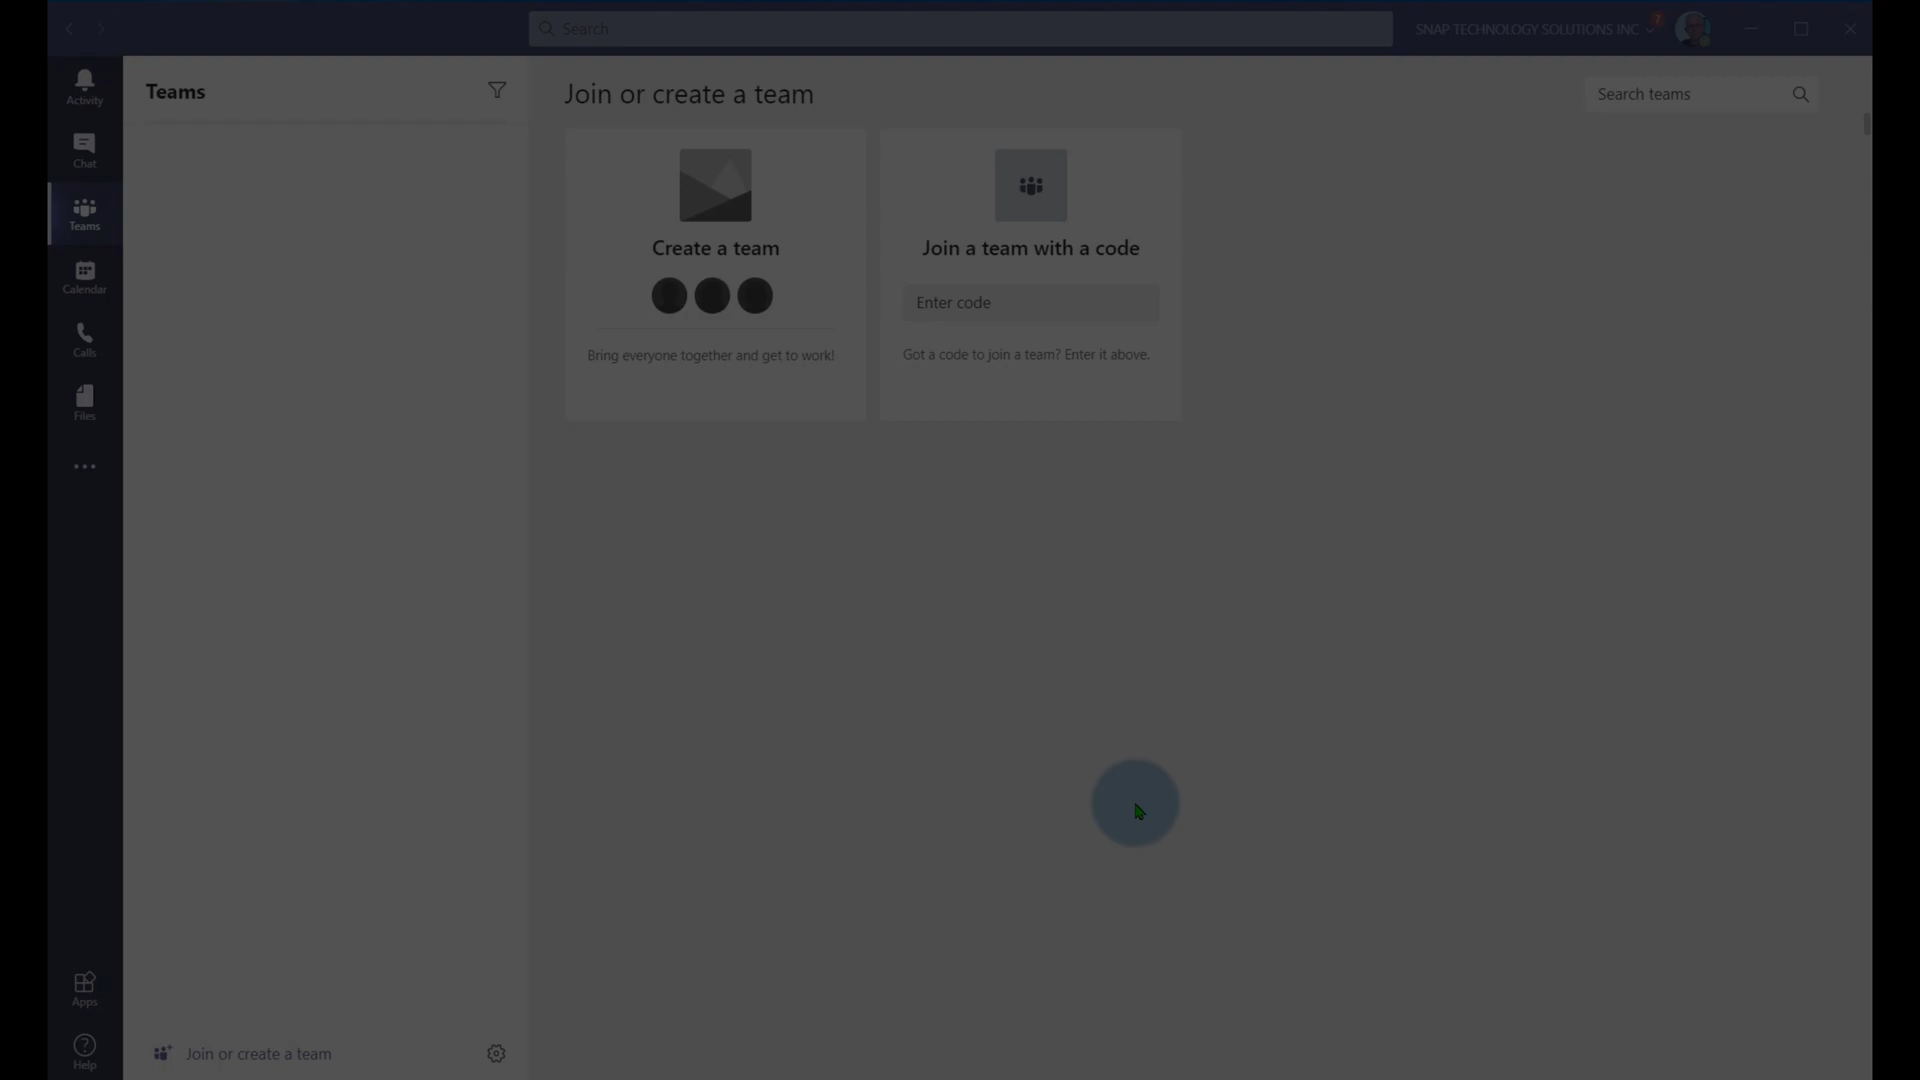 Search
SNAP TECHNOLOGY SOLUTIONS INC
7
Activity
Chat
Teams
Calendar
Calls
Files
Apps
Help
Teams
Join or create a team
Join or create a team
Search teams
Create a team
Bring everyone together and get to work!
Join a team with a code
Enter code
Got a code to join a team? Enter it above.